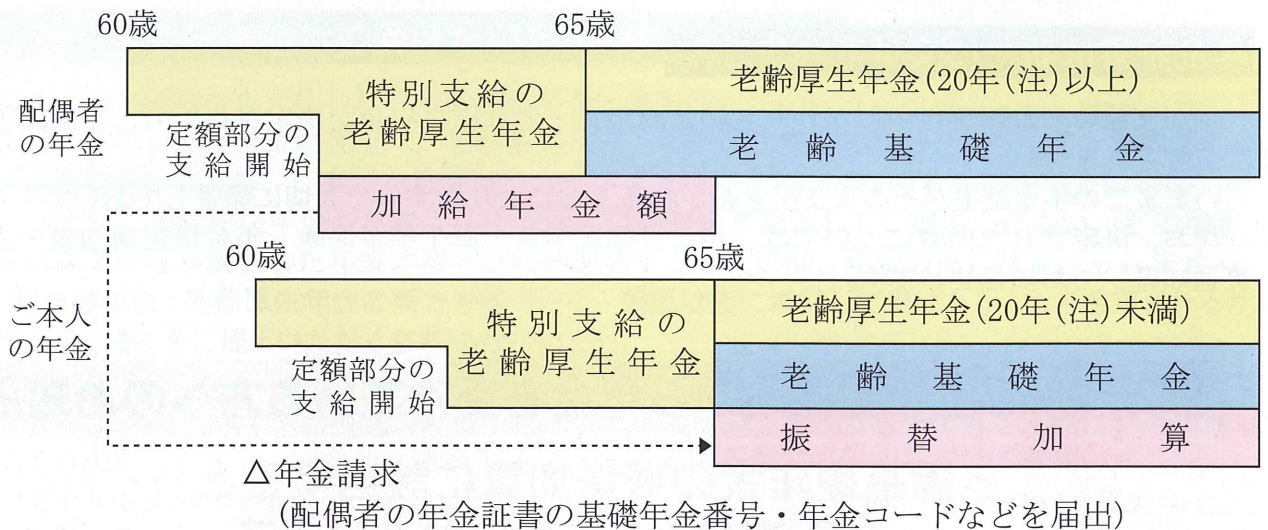 60歳
65歳
配偶者
の年金
特別支給の
老齢厚生年金
老齢厚生年金(20年(注)以上)
定額部分の
支給開始
老齢基礎年金
加給年金額
60歳
65歳
ご本人
の年金
特別支給の
老齢厚生年金
老齢厚生年金(20年(注)未満)
定額部分の
支給開始
老齢基礎年金
振替加算
△年金請求
(配偶者の年金証書の基礎年金番号・年金コードなどを届出)